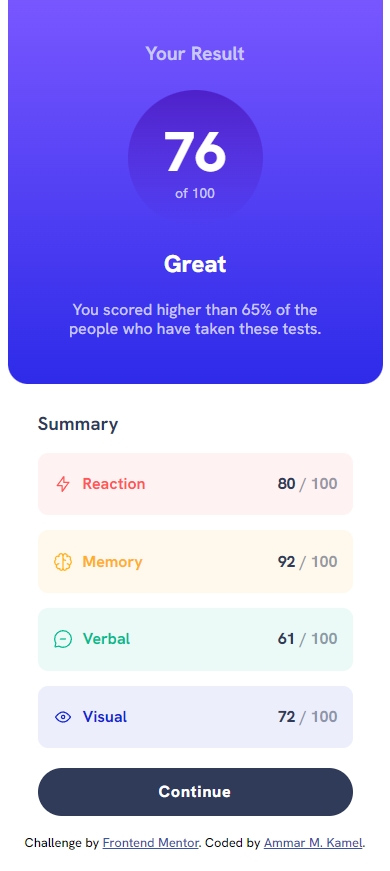 Your Result
76
of 100
Great
You scored higher than 65% of the
people who have taken these tests.
Summary
Reaction 80 / 100
Memory 92 / 100
Verbal 61 / 100
Visual 72 / 100
Continue
Challenge by Frontend Mentor. Coded by Ammar M. Kamel.